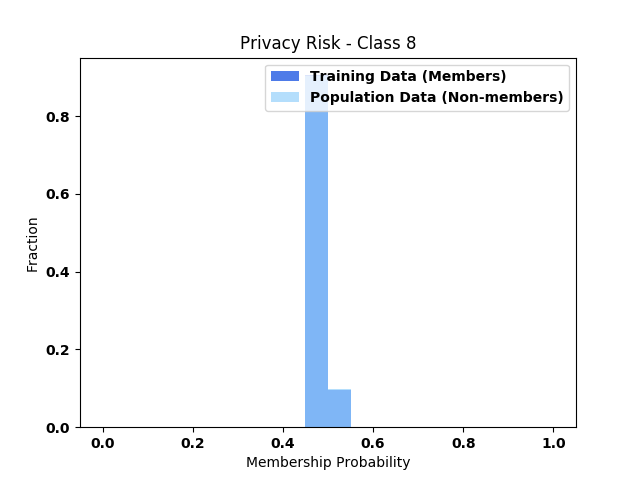 Privacy Risk - Class 8
Training Data (Members)
Population Data (Non-members)
Fraction
0.8
0.6
0.4
0.2
0.0
0.0 0.2 0.4 0.6 0.8 1.0
Membership Probability